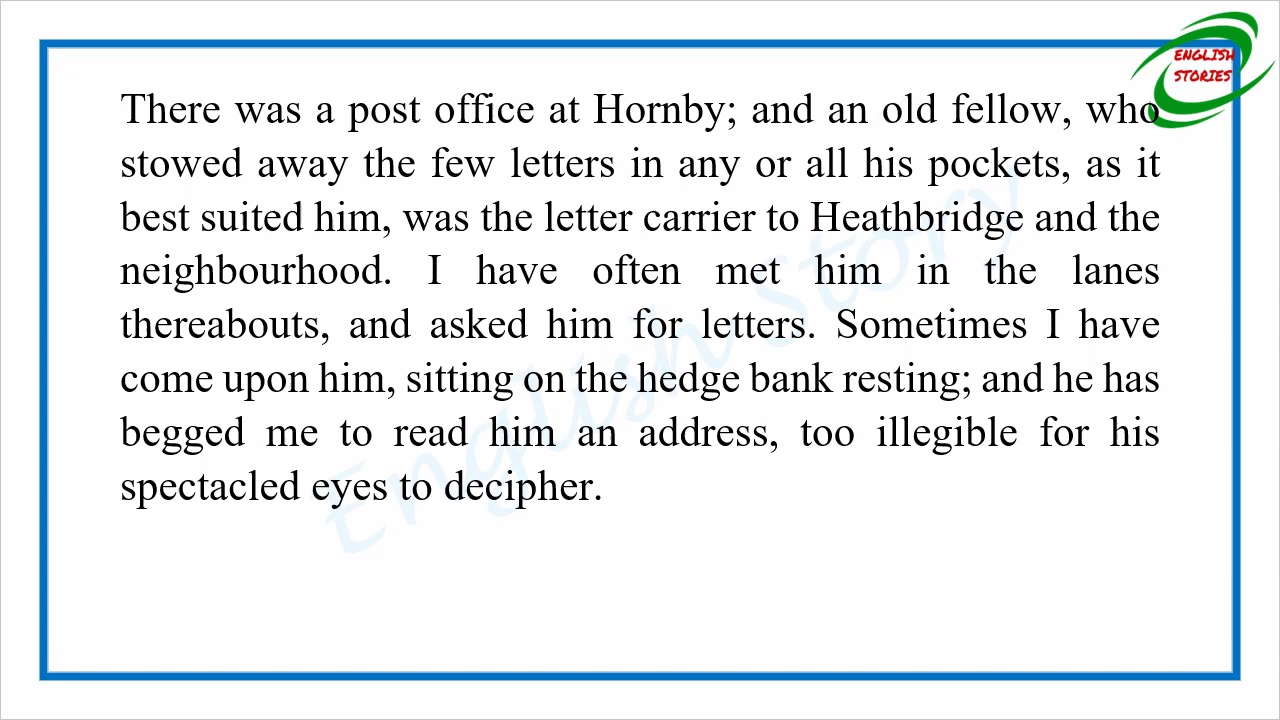 ENGLISH
STORIES
There was a post office at Hornby; and an old fellow, who
stowed away the few letters in any or all his pockets, as it
best suited him, was the letter carrier to Heathbridge and the
neighbourhood. I have often met him in the lanes
thereabouts, and asked him for letters. Sometimes I have
come upon him, sitting on the hedge bank resting; and he has
begged me to read him an address, too illegible for his
spectacled eyes to decipher.
English Story